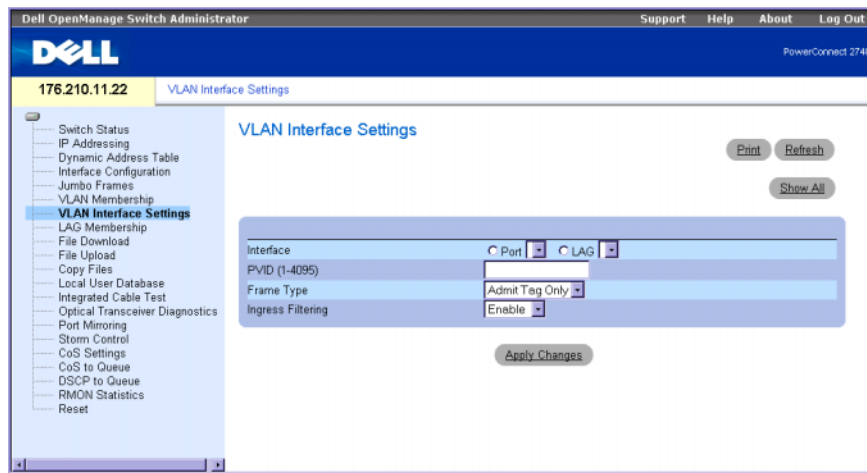 Dell OpenManage Switch Administrator Support Help About Log Out
DELL
PowerConnect 274
176.210.11.22 VLAN Interface Settings
Switch Status
IP Addressing
Dynamic Address Table
Interface Configuration
Jumbo Frames
VLAN Membership
VLAN Interface Settings
LAG Membership
File Download
File Upload
Copy Files
Local User Database
Integrated Cable Test
Optical Transceiver Diagnostics
Port Mirroring
Storm Control
CoS Settings
CoS to Queue
DSCP to Queue
RMON Statistics
Reset
VLAN Interface Settings
Print Refresh
Show All
Interface Port LAG
PVID (1-4095)
Frame Type Admit Tag Only
Ingress Filtering Enable
Apply Changes